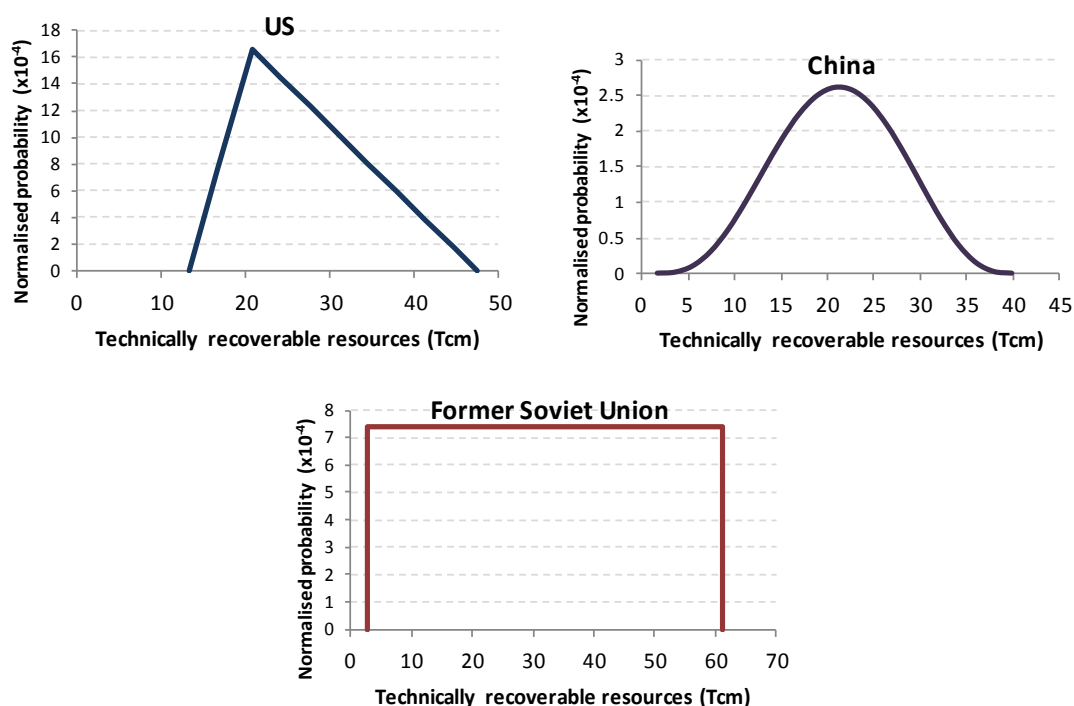 US
Normalised probability (x10⁻⁴)
18
16
14
12
10
8
6
4
2
0
0 10 20 30 40 50
Technically recoverable resources (Tcm)
China
Normalised probability (x10⁻⁴)
3
2.5
2
1.5
1
0.5
0
0 5 10 15 20 25 30 35 40 45
Technically recoverable resources (Tcm)
Former Soviet Union
Normalised probability (x10⁻⁴)
8
7
6
5
4
3
2
1
0
0 10 20 30 40 50 60 70
Technically recoverable resources (Tcm)